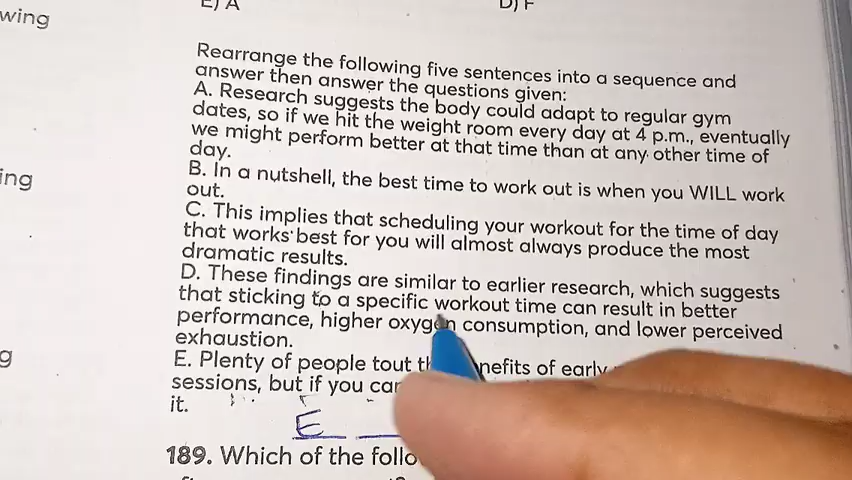 E) A
D) F
wing
Rearrange the following five sentences into a sequence and
answer then answer the questions given:
A. Research suggests the body could adapt to regular gym
dates, so if we hit the weight room every day at 4 p.m., eventually
we might perform better at that time than at any other time of
day.
ing
B. In a nutshell, the best time to work out is when you WILL work
out.
C. This implies that scheduling your workout for the time of day
that works best for you will almost always produce the most
dramatic results.
D. These findings are similar to earlier research, which suggests
that sticking to a specific workout time can result in better
performance, higher oxygen consumption, and lower perceived
exhaustion.
g
E. Plenty of people tout nefits of early
sessions, but if you
it.
E
189. Which of the follo